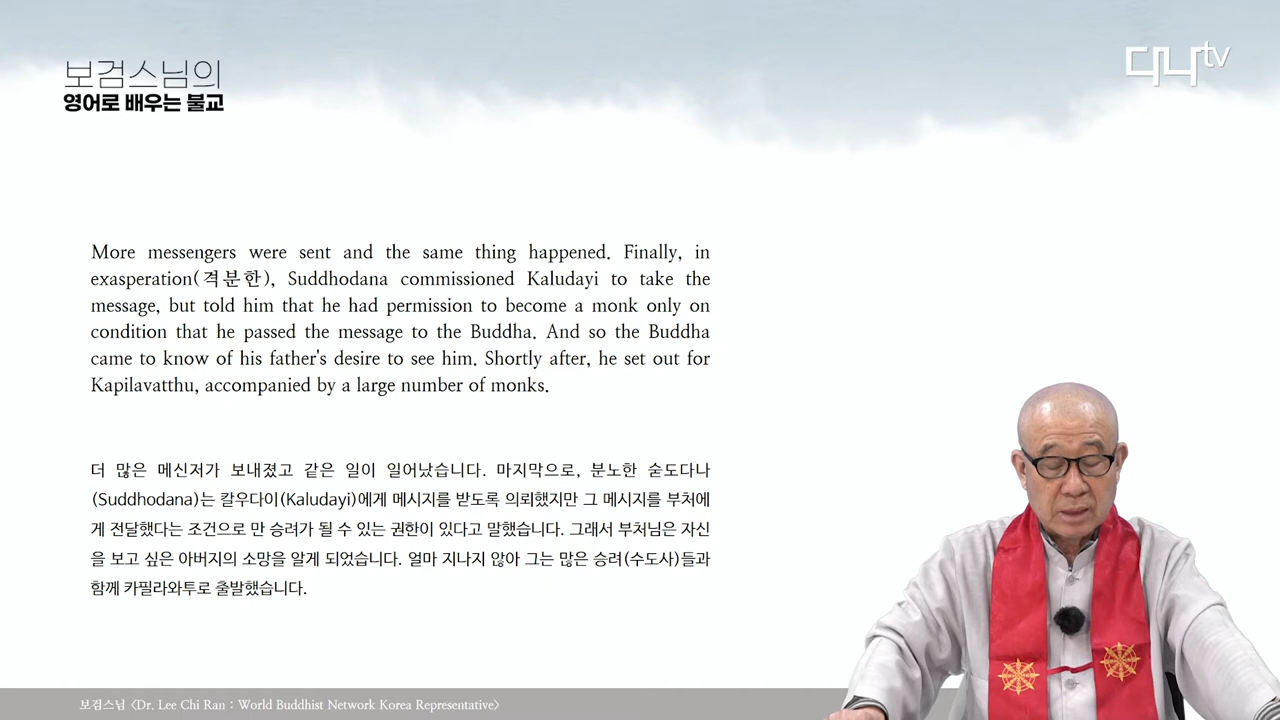 보검스님의
영어로 배우는 불교
다나tv
More messengers were sent and the same thing happened. Finally, in
exasperation(격분한), Suddhodana commissioned Kaludayi to take the
message, but told him that he had permission to become a monk only on
condition that he passed the message to the Buddha. And so the Buddha
came to know of his father's desire to see him. Shortly after, he set out for
Kapilavatthu, accompanied by a large number of monks.
더 많은 메신저가 보내졌고 같은 일이 일어났습니다. 마지막으로, 분노한 숟도다나
(Suddhodana)는 칼우다이(Kaludayi)에게 메시지를 받도록 의뢰했지만 그 메시지를 부처에
게 전달했다는 조건으로 만 승려가 될 수 있는 권한이 있다고 말했습니다. 그래서 부처님은 자신
을 보고 싶은 아버지의 소망을 알게 되었습니다. 얼마 지나지 않아 그는 많은 승려(수도사)들과
함께 카필라와투로 출발했습니다.
보검스님 <Dr. Lee Chi Ran : World Buddhist Network Korea Representative>